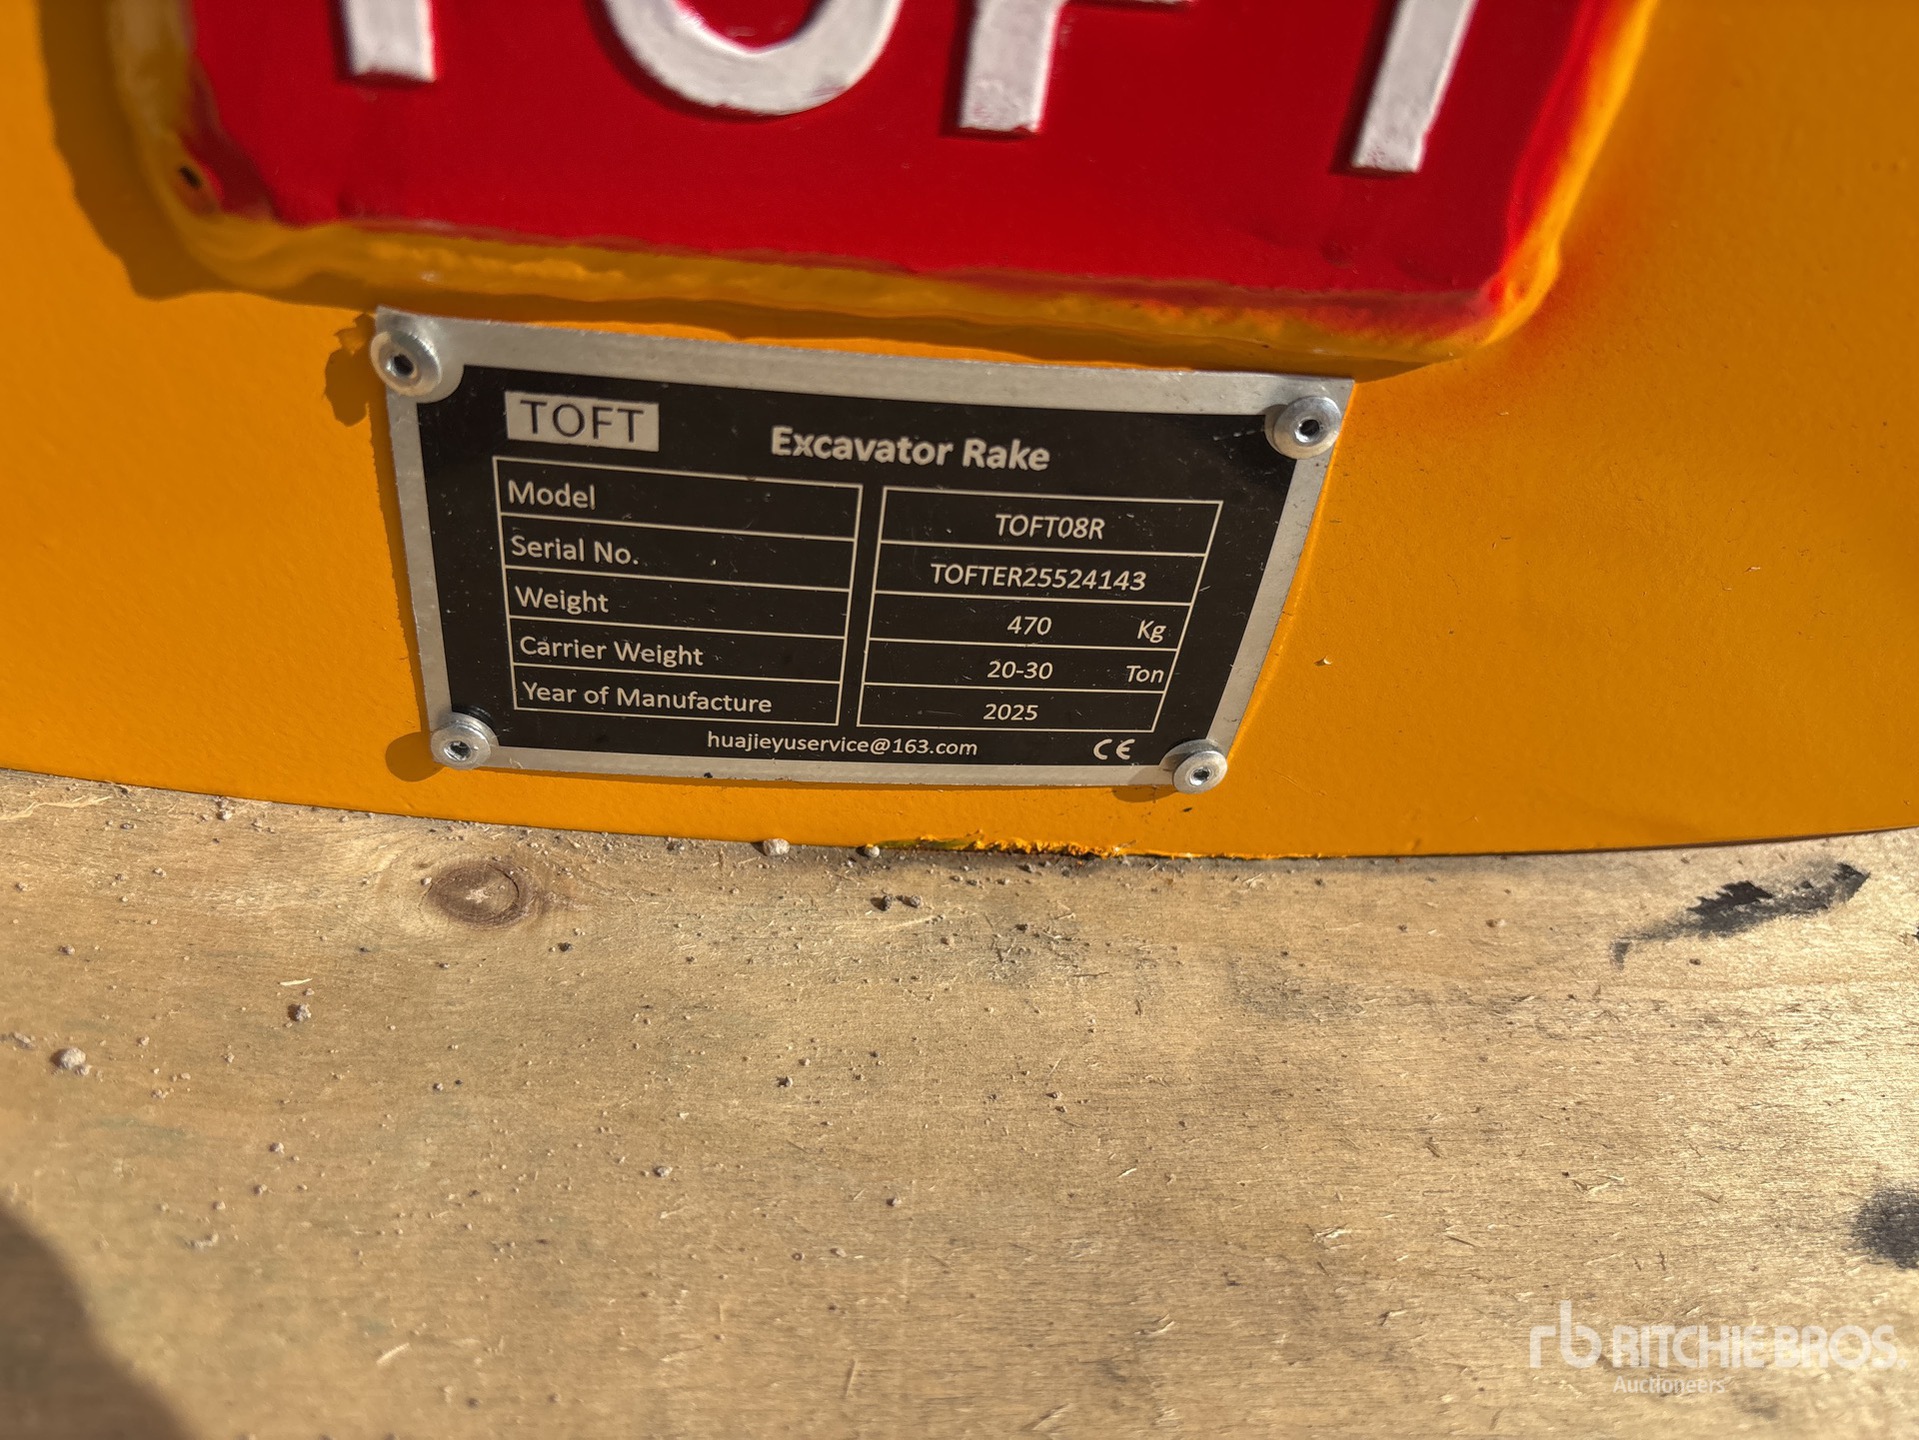 TOFT
TOFT
Excavator Rake
Model TOFT08R
Serial No. TOFTER25524143
Weight 470 Kg
Carrier Weight 20-30 Ton
Year of Manufacture 2025
huajieyuservice@163.com CE
rb RITCHIE BROS.
Auctioneers